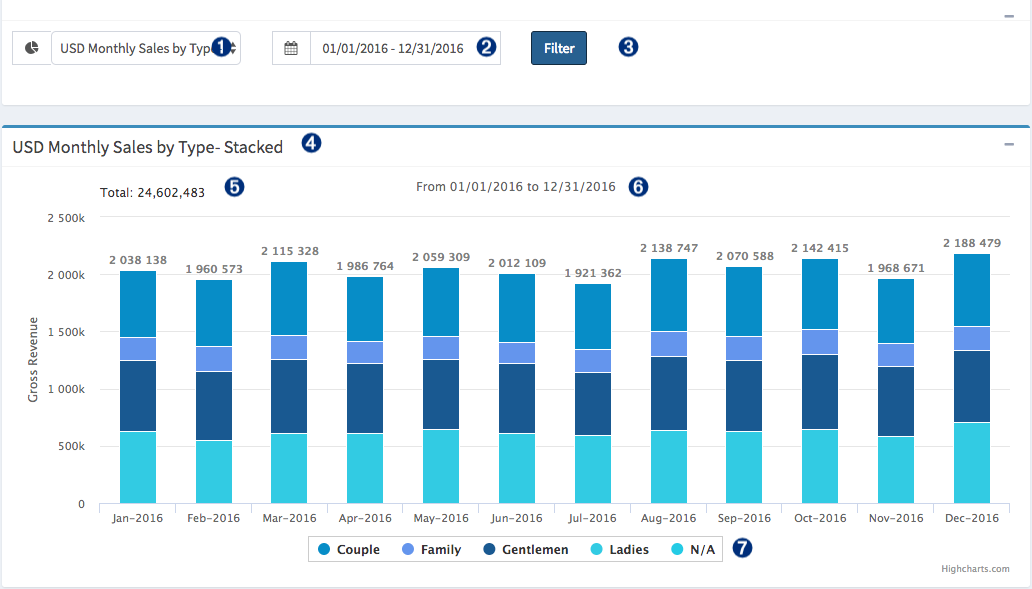 USD Monthly Sales by Typ 1
01/01/2016 - 12/31/2016 2
Filter 3
USD Monthly Sales by Type- Stacked 4
Total: 24,602,483 5
From 01/01/2016 to 12/31/2016 6
Gross Revenue
2 500k
2 000k
1 500k
1 000k
500k
0
2 038 138
1 960 573
2 115 328
1 986 764
2 059 309
2 012 109
1 921 362
2 138 747
2 070 588
2 142 415
1 968 671
2 188 479
Jan-2016 Feb-2016 Mar-2016 Apr-2016 May-2016 Jun-2016 Jul-2016 Aug-2016 Sep-2016 Oct-2016 Nov-2016 Dec-2016
Couple Family Gentlemen Ladies N/A 7
Highcharts.com